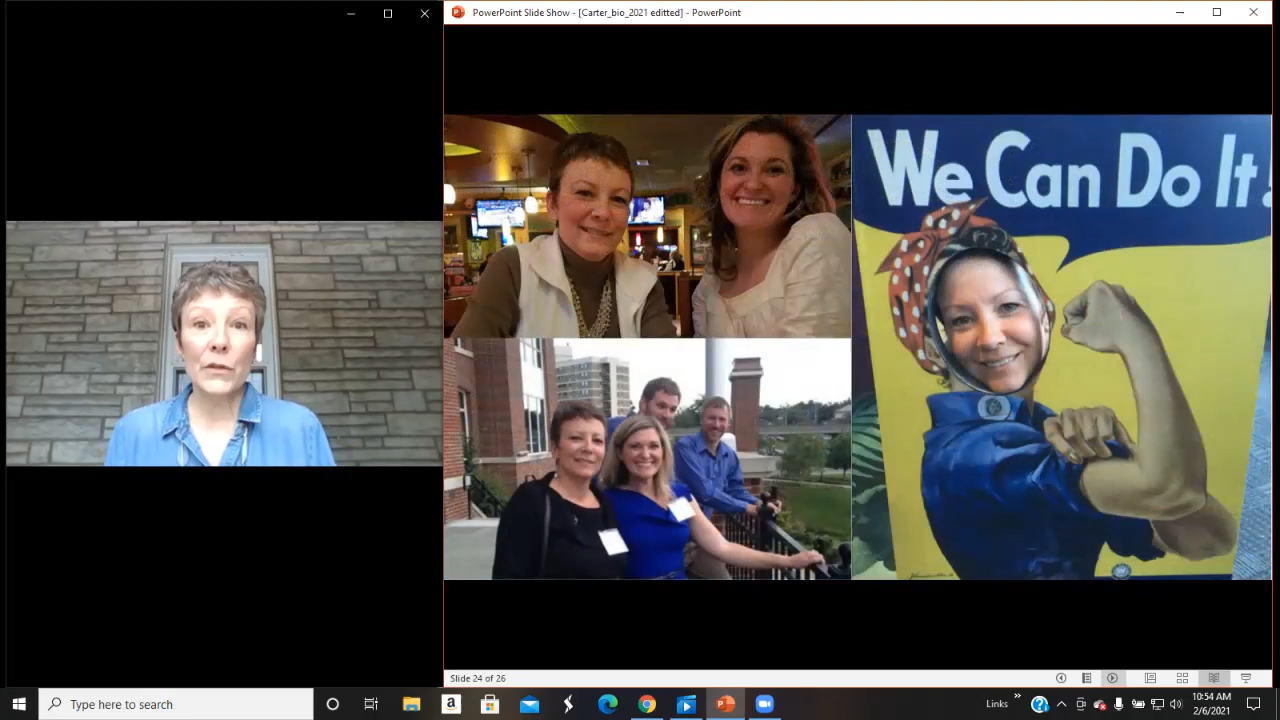 PowerPoint Slide Show - [Carter_bio_2021 editted] - PowerPoint
We Can Do It!
Slide 24 of 26
Type here to search
Links
10:54 AM
2/6/2021